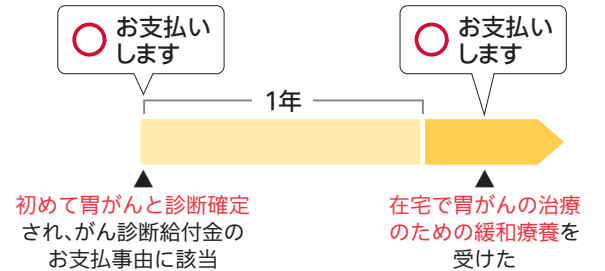 お支払い
します
お支払い
します
1年
初めて胃がんと診断確定
され、がん診断給付金の
お支払事由に該当
在宅で胃がんの治療
のための緩和療養を
受けた